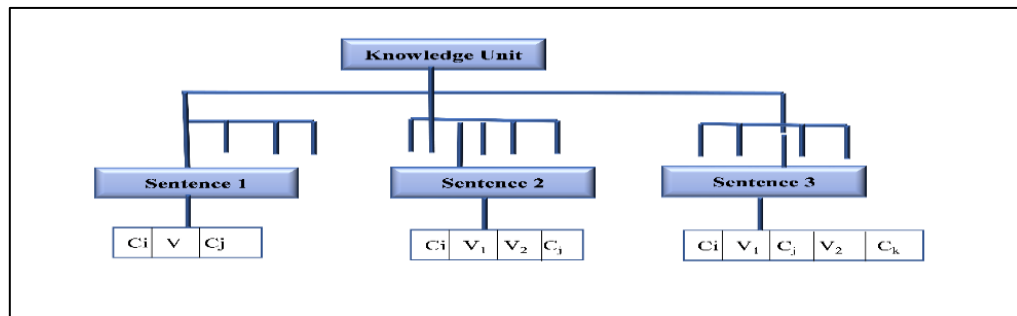 Knowledge Unit
Sentence 1
Sentence 2
Sentence 3
Ci V Cj
Ci V₁ V₂ Cⱼ
Ci V₁ Cⱼ V₂ Cₖ